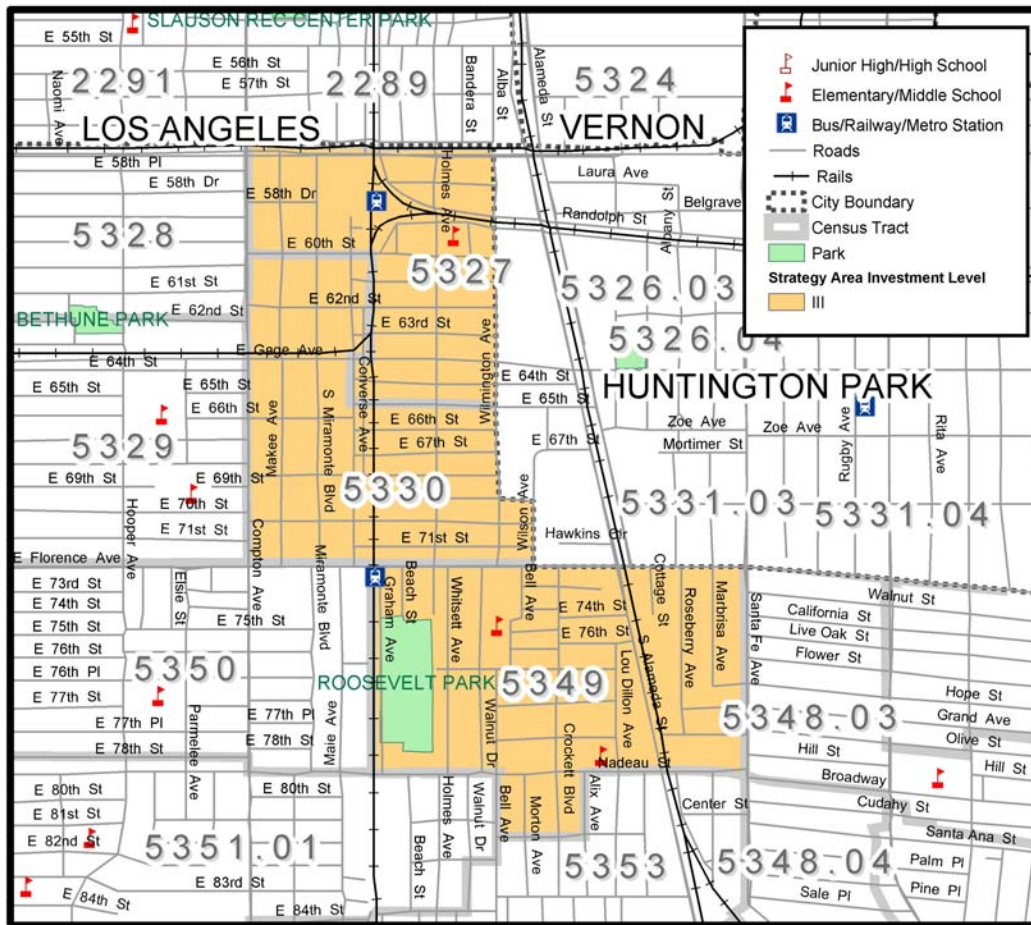 SLAUSON REC CENTER PARK
E 55th St
E 56th St
E 57th St
2291
2289
5324
Naomi Ave
Bandera St
Alba St
Alameda St
LOS ANGELES
VERNON
Junior High/High School
Elementary/Middle School
Bus/Railway/Metro Station
Roads
Rails
City Boundary
Census Tract
Park
Strategy Area Investment Level
III
E 58th Pl
E 58th Dr
E 58th Dr
Holmes Ave
Laura Ave
Albany St
Belgrave
Randolph St
5328
E 60th St
5327
E 61st St
E 62nd St
E 62nd St
5326.03
BETHUNE PARK
E 63rd St
5326.04
E Gage Ave
E 64th St
Wilmington Ave
E 64th St
E 65th St
E 65th St
E 65th St
HUNTINGTON PARK
Makee Ave
S Miramonte Blvd
Converse Ave
E 66th St
E 66th St
Zoe Ave
Zoe Ave
Rugby Ave
Rita Ave
5329
E 67th St
E 67th St
Mortimer St
E 69th St
E 69th St
5330
E 70th St
5331.03
5331.04
Hooper Ave
E 71st St
E 71st St
Wilson Ave
Hawkins Cir
E Florence Ave
Compton Ave
Miramonte Blvd
E 73rd St
Elsie St
Graham Ave
Beach St
Whitsett Ave
Bell Ave
Cottage St
Roseberry Ave
Marbrisa Ave
Santa Fe Ave
Walnut St
E 74th St
E 74th St
California St
E 75th St
E 75th St
Live Oak St
E 76th St
E 76th St
Flower St
E 76th Pl
5350
ROOSEVELT PARK
5349
Lou Dillon Ave
S Alameda St
E 77th St
Hope St
Parmelee Ave
E 77th Pl
E 77th Pl
Maie Ave
Walnut Dr
Crockett Blvd
5348.03
Grand Ave
E 78th St
E 78th St
Olive St
Hill St
Hill St
Nadeau
Broadway
E 80th St
E 80th St
Holmes Ave
Walnut Dr
Bell Ave
Morton Ave
Alix Ave
Center St
Cudahy St
E 81st St
Santa Ana St
E 82nd St
5351.01
Beach St
5353
5348.04
Palm Pl
E 83rd St
Sale Pl
Pine Pl
E 84th St
E 84th St